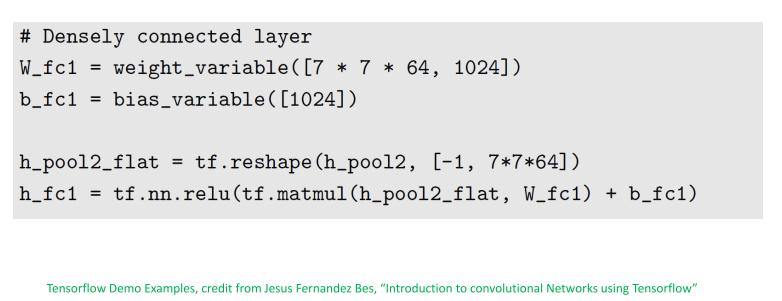 # Densely connected layer
W_fc1 = weight_variable([7 * 7 * 64, 1024])
b_fc1 = bias_variable([1024])
h_pool2_flat = tf.reshape(h_pool2, [-1, 7*7*64])
h_fc1 = tf.nn.relu(tf.matmul(h_pool2_flat, W_fc1) + b_fc1)
Tensorflow Demo Examples, credit from Jesus Fernandez Bes, “Introduction to convolutional Networks using Tensorflow”